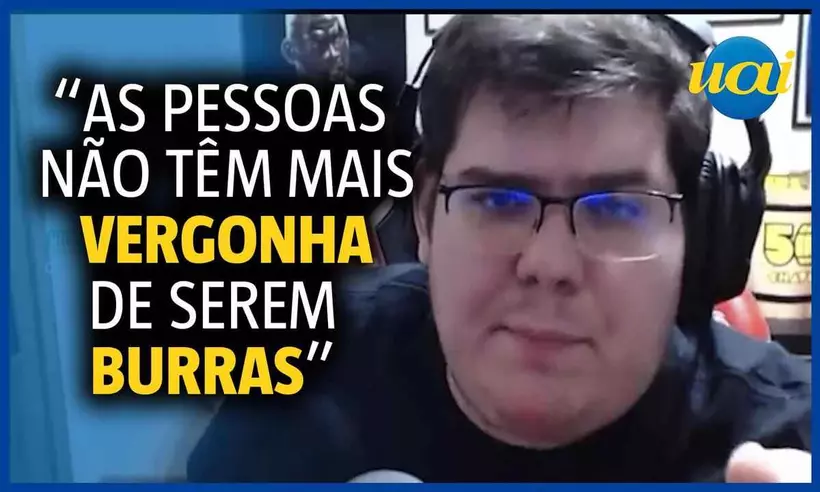 “AS PESSOAS
NÃO TÊM MAIS
VERGONHA
DE SEREM
BURRAS”
uai